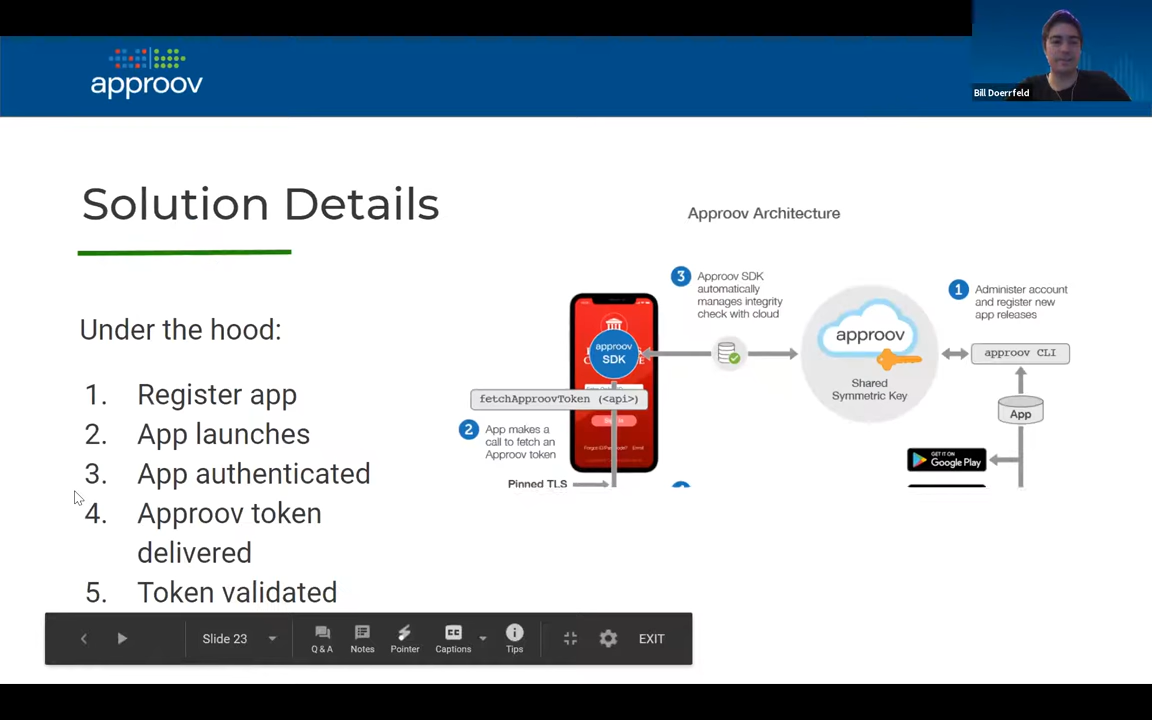 approov
Bill Doerrfeld
Solution Details
Under the hood:
1. Register app
2. App launches
3. App authenticated
4. Approov token
delivered
5. Token validated
Approov Architecture
3 Approov SDK
automatically
manages integrity
check with cloud
1 Administer account
and register new
app releases
approov
SDK
approov
Shared
Symmetric Key
approov CLI
App
fetchApproovToken (<api>)
2 App makes a
call to fetch an
Approov token
Pinned TLS
GET IT ON
Google Play
Slide 23
Q & A
Notes
Pointer
CC
Captions
Tips
EXIT